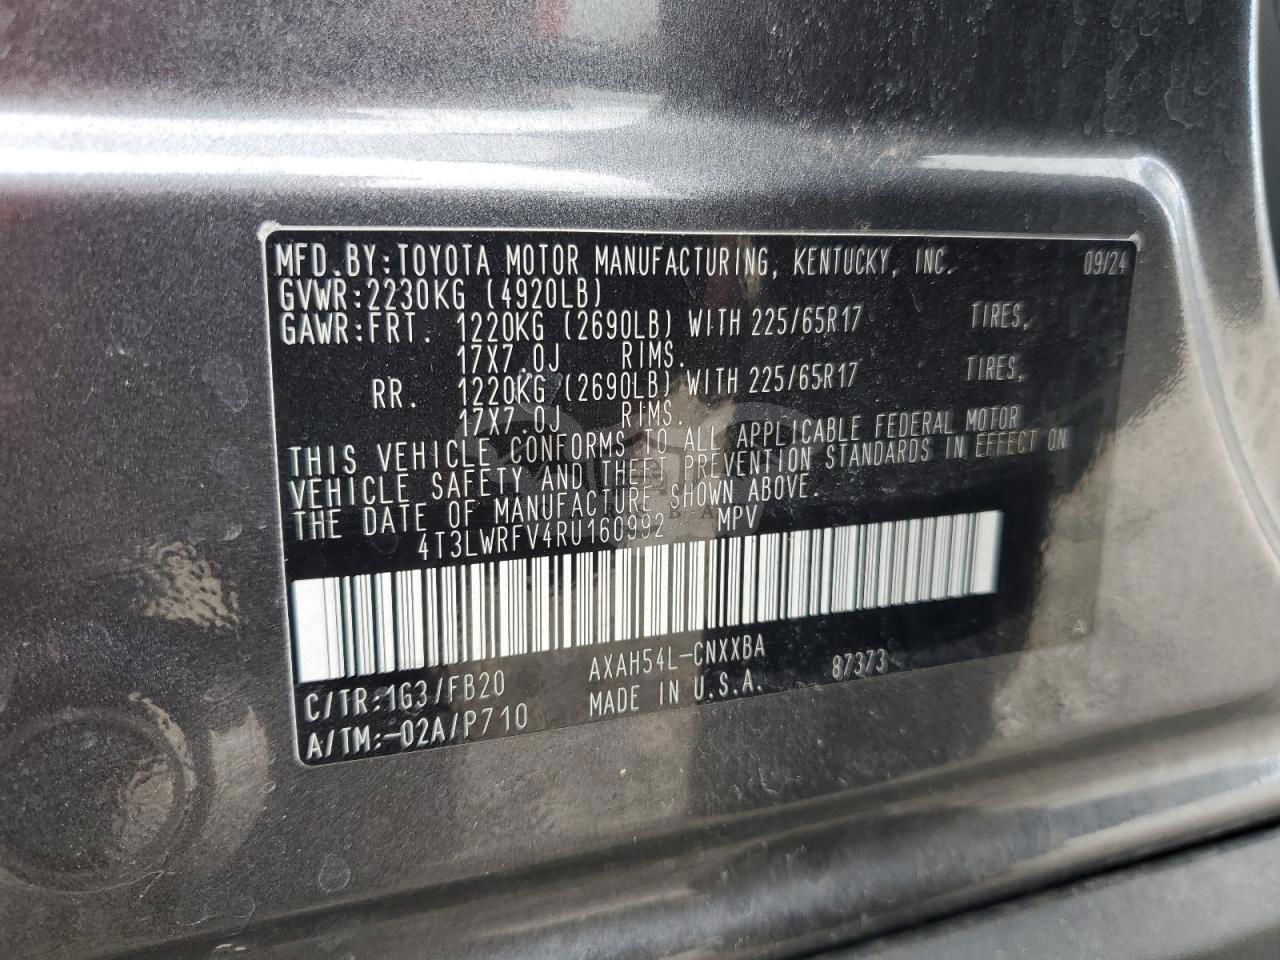 MFD.BY:TOYOTA MOTOR MANUFACTURING, KENTUCKY, INC. 09/24
GVWR:2230KG (4920LB)
GAWR:FRT. 1220KG (2690LB) WITH 225/65R17 TIRES,
17X7.0J RIMS.
RR. 1220KG (2690LB) WITH 225/65R17 TIRES,
17X7.0J RIMS.
THIS VEHICLE CONFORMS TO ALL APPLICABLE FEDERAL MOTOR
VEHICLE SAFETY AND THEFT PREVENTION STANDARDS IN EFFECT ON
THE DATE OF MANUFACTURE SHOWN ABOVE.
4T3LWRFV4RU160992 MPV
C/TR:1G3/FB20 AXAH54L-CNXXBA 87373 A
A/TM:-02A/P710 MADE IN U.S.A.